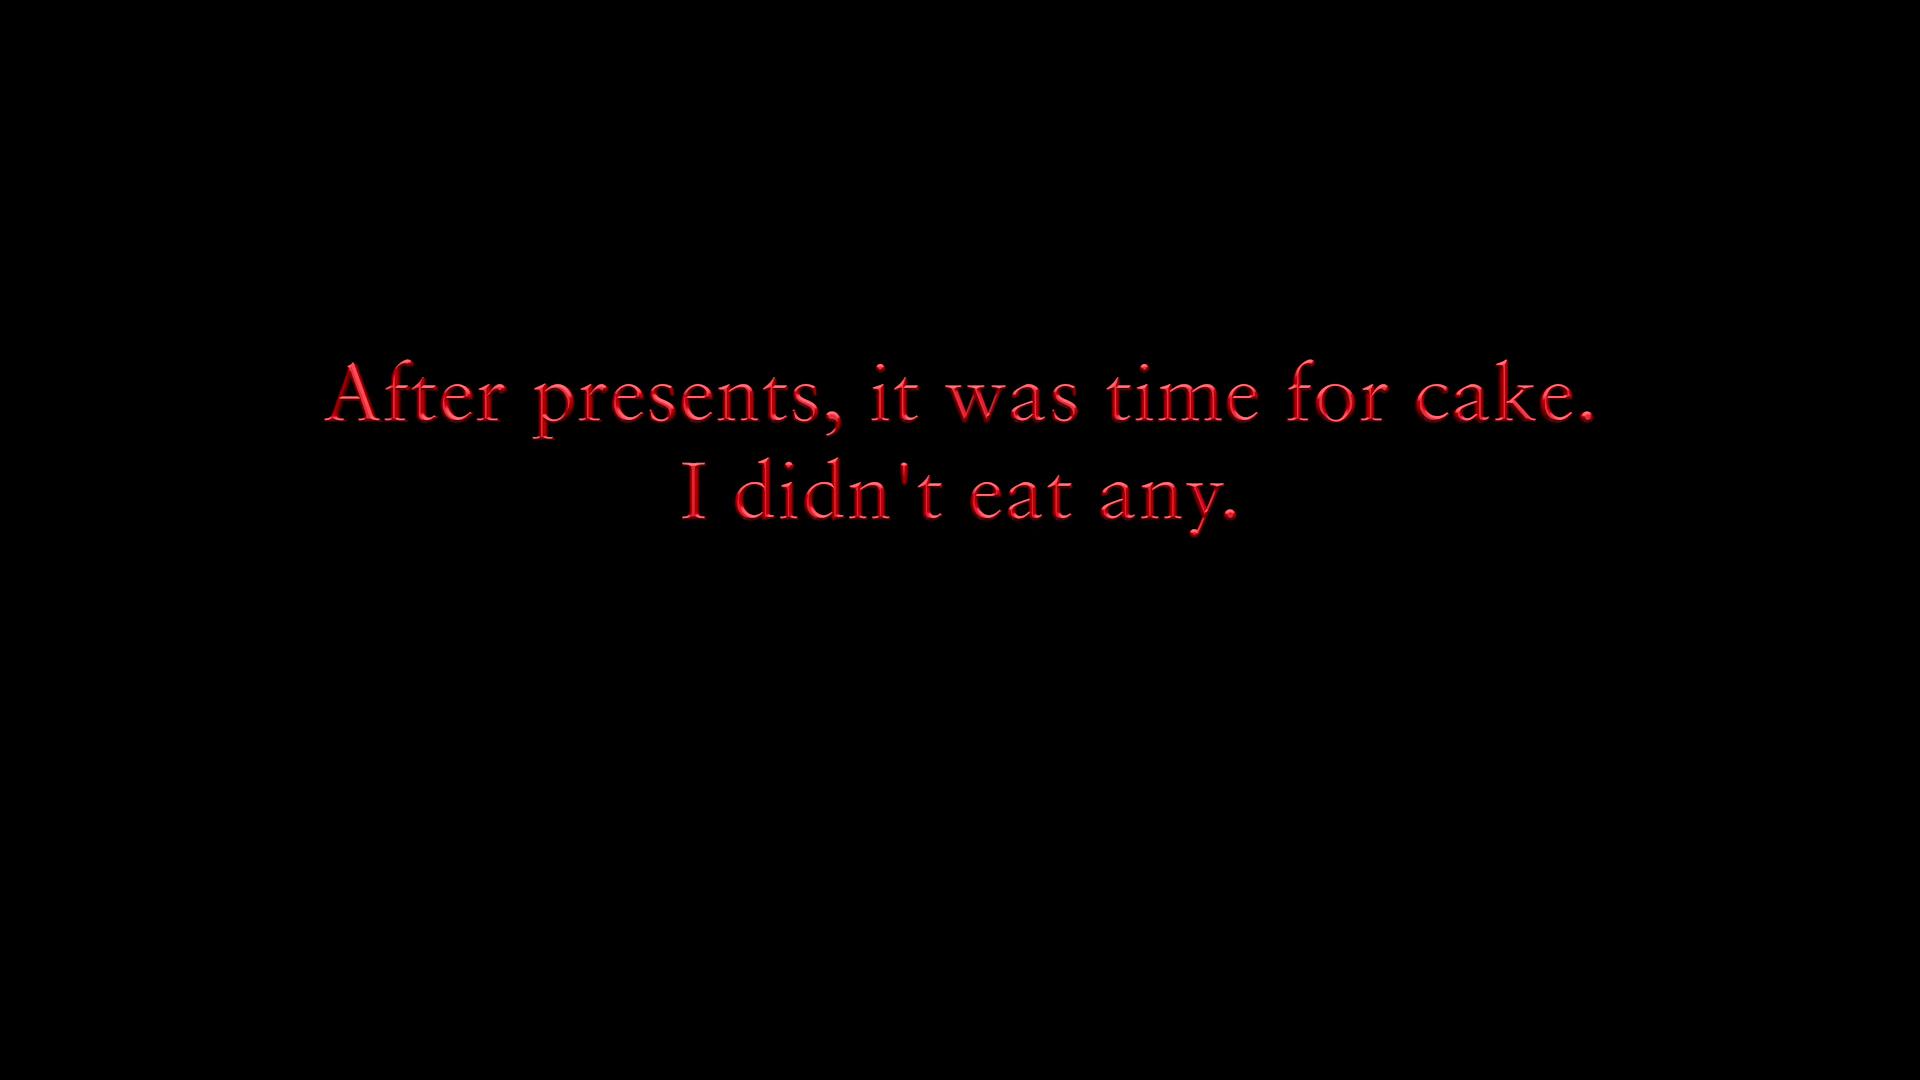 After presents, it was time for cake.
I didn't eat any.